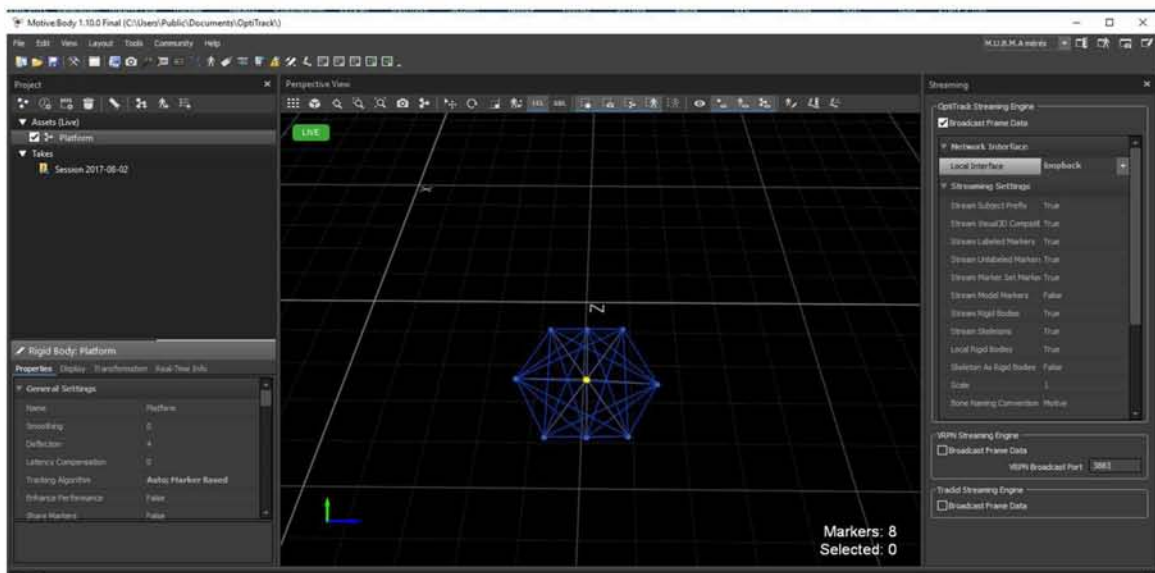 Motive:Body 1.10.0 Final (C:\Users\Public\Documents\OptiTrack\)
File Edit View Layout Tools Community Help
Project
Assets (Live)
Platform
Takes
Session 2017-08-02
Rigid Body: Platform
Properties Display Transformation Real-Time Info
General Settings
Name Platform
Smoothing 0
Deflection 4
Latency Compensation 0
Tracking Algorithm Auto; Marker Based
Enhance Performance False
Share Markers False
Perspective View
LIVE
X
Z
Markers: 8
Selected: 0
Streaming
OptiTrack Streaming Engine
Broadcast Frame Data
Network Interface
Local Interface loopback
Streaming Settings
Stream Subject Prefix True
Stream Visual3D Compatil True
Stream Labeled Markers True
Stream Unlabeled Marker True
Stream Marker Set Marker True
Stream Model Markers False
Stream Rigid Bodies True
Stream Skeletons True
Local Rigid Bodies True
Skeleton As Rigid Bodies False
Scale 1
Bone Naming Convention Motive
VRPN Streaming Engine
Broadcast Frame Data
VRPN Broadcast Port 3883
Trackd Streaming Engine
Broadcast Frame Data